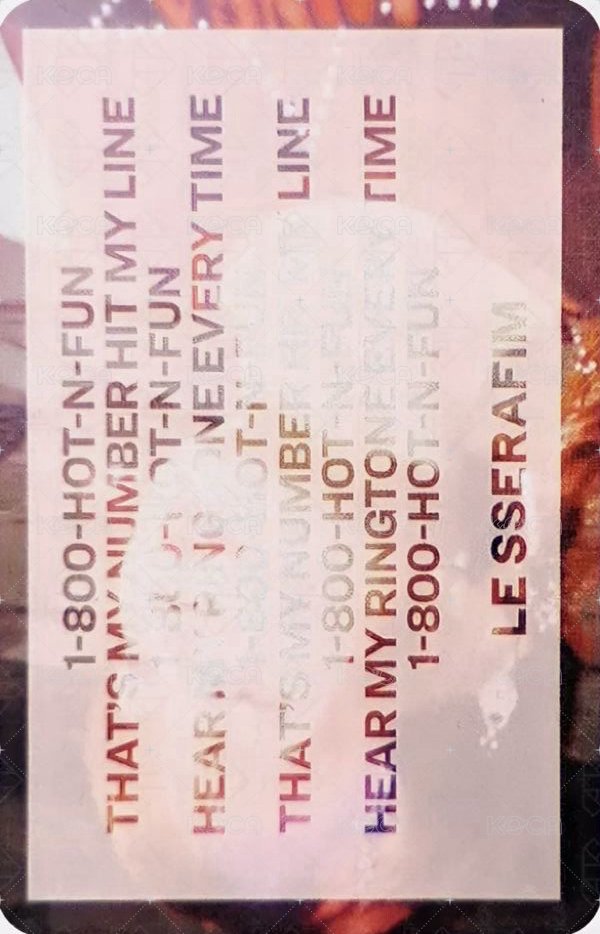 1-800-HOT-N-FUN
THAT'S MY NUMBER HIT MY LINE
1-800-HOT-N-FUN
HEAR MY RINGTONE EVERY TIME
1-800-HOT-N-FUN
THAT'S MY NUMBER HIT MY LINE
1-800-HOT-N-FUN
HEAR MY RINGTONE EVERY TIME
1-800-HOT-N-FUN
LE SSERAFIM
KOCA